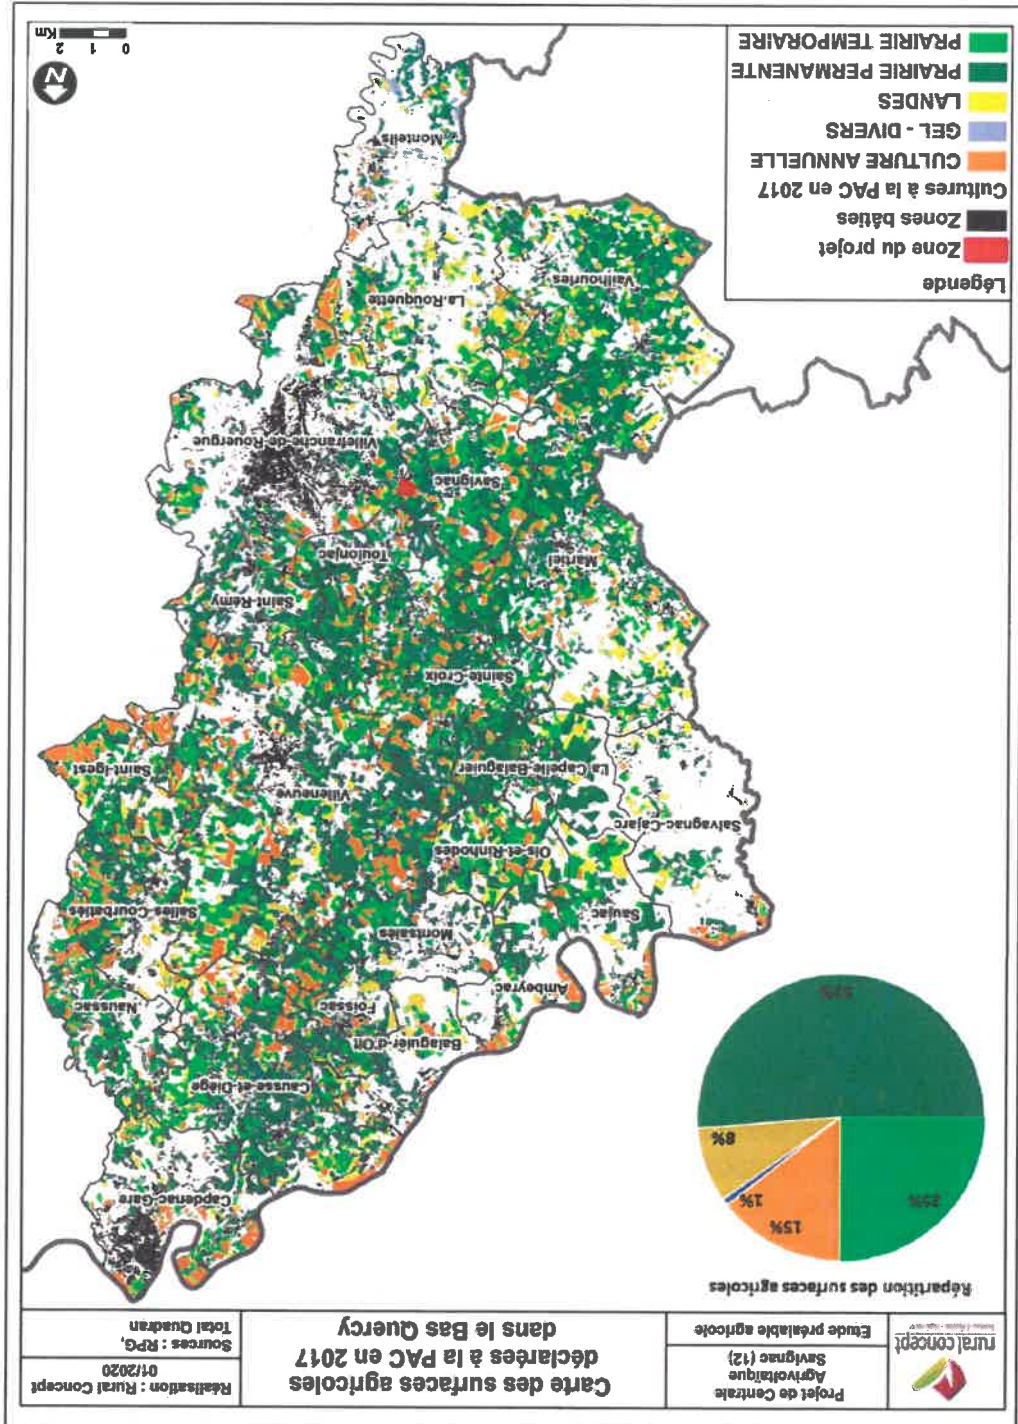 rural concept
Projet de Centrale
Agrivoltaïque
Savignac (12)
Etude préalable agricole
Carte des surfaces agricoles
déclarées à la PAC en 2017
dans le Bas Quercy
Réalisation : Rural Concept
01/2020
Sources : RPG,
Total Quadran
Répartition des surfaces agricoles
25%
15%
1%
8%
Capdenac-Gare
Causse-et-Diège
Balaguier-d'Olt
Foissac
Naussac
Ambeyrac
Montsalès
Saujac
Salles-Courbatiès
Ols-et-Rinhodes
Salvagnac-Cajarc
Villeneuve
La Capelle-Balaguier
Saint-Igest
Sainte-Croix
Saint-Rémy
Martiel
Toulonjac
Savignac
Villefranche-de-Rouergue
La Rouquette
Vailhourles
Monteils
Légende
Zone du projet
Zones bâties
Cultures à la PAC en 2017
CULTURE ANNUELLE
GEL - DIVERS
LANDES
PRAIRIE PERMANENTE
PRAIRIE TEMPORAIRE
N
0 1 2
Km